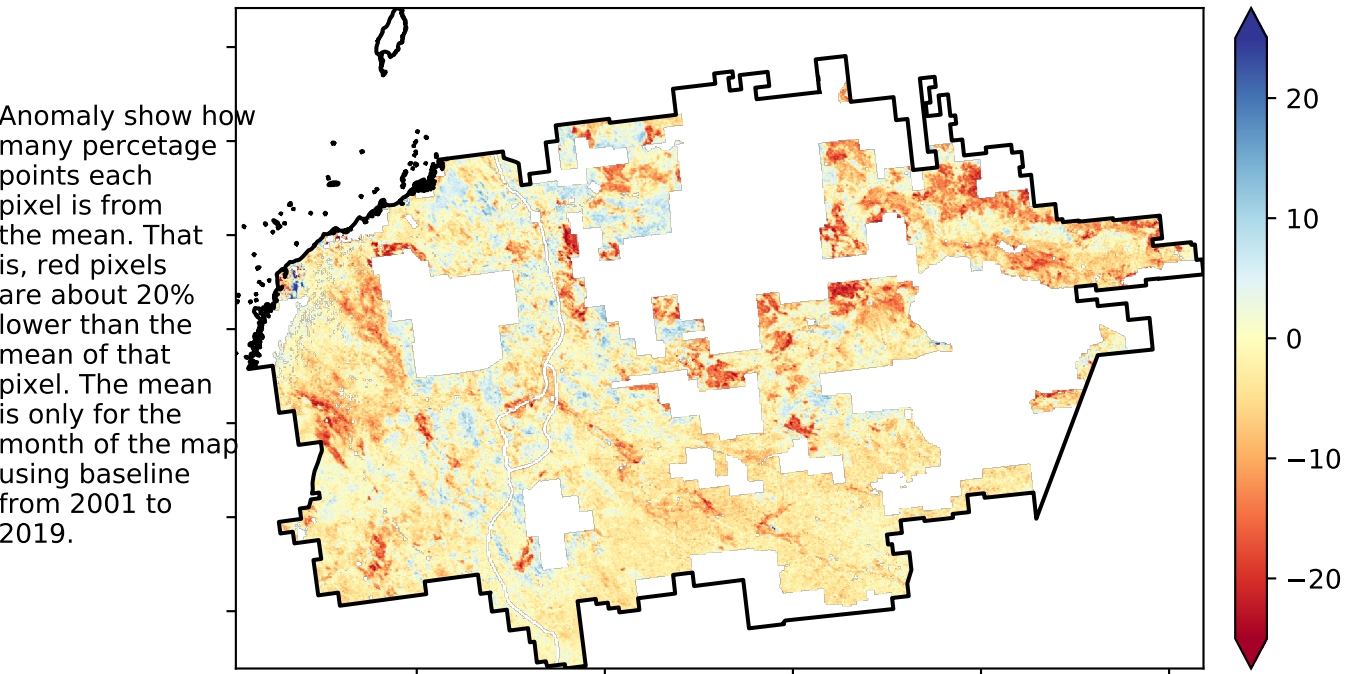 Anomaly show how
many percetage
points each
pixel is from
the mean. That
is, red pixels
are about 20%
lower than the
mean of that
pixel. The mean
is only for the
month of the map
using baseline
from 2001 to
2019.
20
10
0
−10
−20